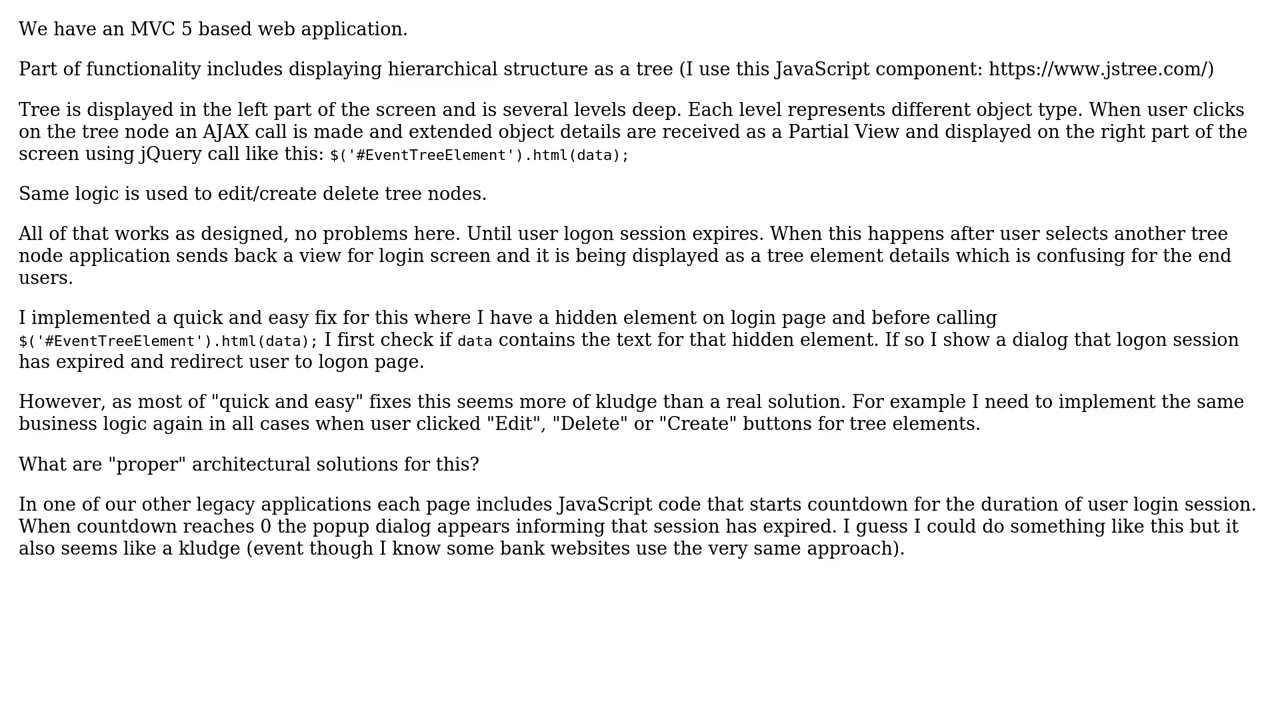 We have an MVC 5 based web application.
Part of functionality includes displaying hierarchical structure as a tree (I use this JavaScript component: https://www.jstree.com/)
Tree is displayed in the left part of the screen and is several levels deep. Each level represents different object type. When user clicks
on the tree node an AJAX call is made and extended object details are received as a Partial View and displayed on the right part of the
screen using jQuery call like this: $('#EventTreeElement').html(data);
Same logic is used to edit/create delete tree nodes.
All of that works as designed, no problems here. Until user logon session expires. When this happens after user selects another tree
node application sends back a view for login screen and it is being displayed as a tree element details which is confusing for the end
users.
I implemented a quick and easy fix for this where I have a hidden element on login page and before calling
$('#EventTreeElement').html(data); I first check if data contains the text for that hidden element. If so I show a dialog that logon session
has expired and redirect user to logon page.
However, as most of "quick and easy" fixes this seems more of kludge than a real solution. For example I need to implement the same
business logic again in all cases when user clicked "Edit", "Delete" or "Create" buttons for tree elements.
What are "proper" architectural solutions for this?
In one of our other legacy applications each page includes JavaScript code that starts countdown for the duration of user login session.
When countdown reaches 0 the popup dialog appears informing that session has expired. I guess I could do something like this but it
also seems like a kludge (event though I know some bank websites use the very same approach).